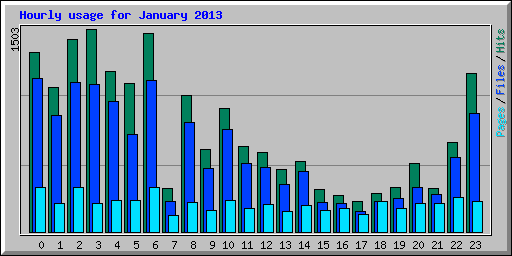 Hourly usage for January 2013
1503
Pages/Files/Hits
0 1 2 3 4 5 6 7 8 9 10 11 12 13 14 15 16 17 18 19 20 21 22 23